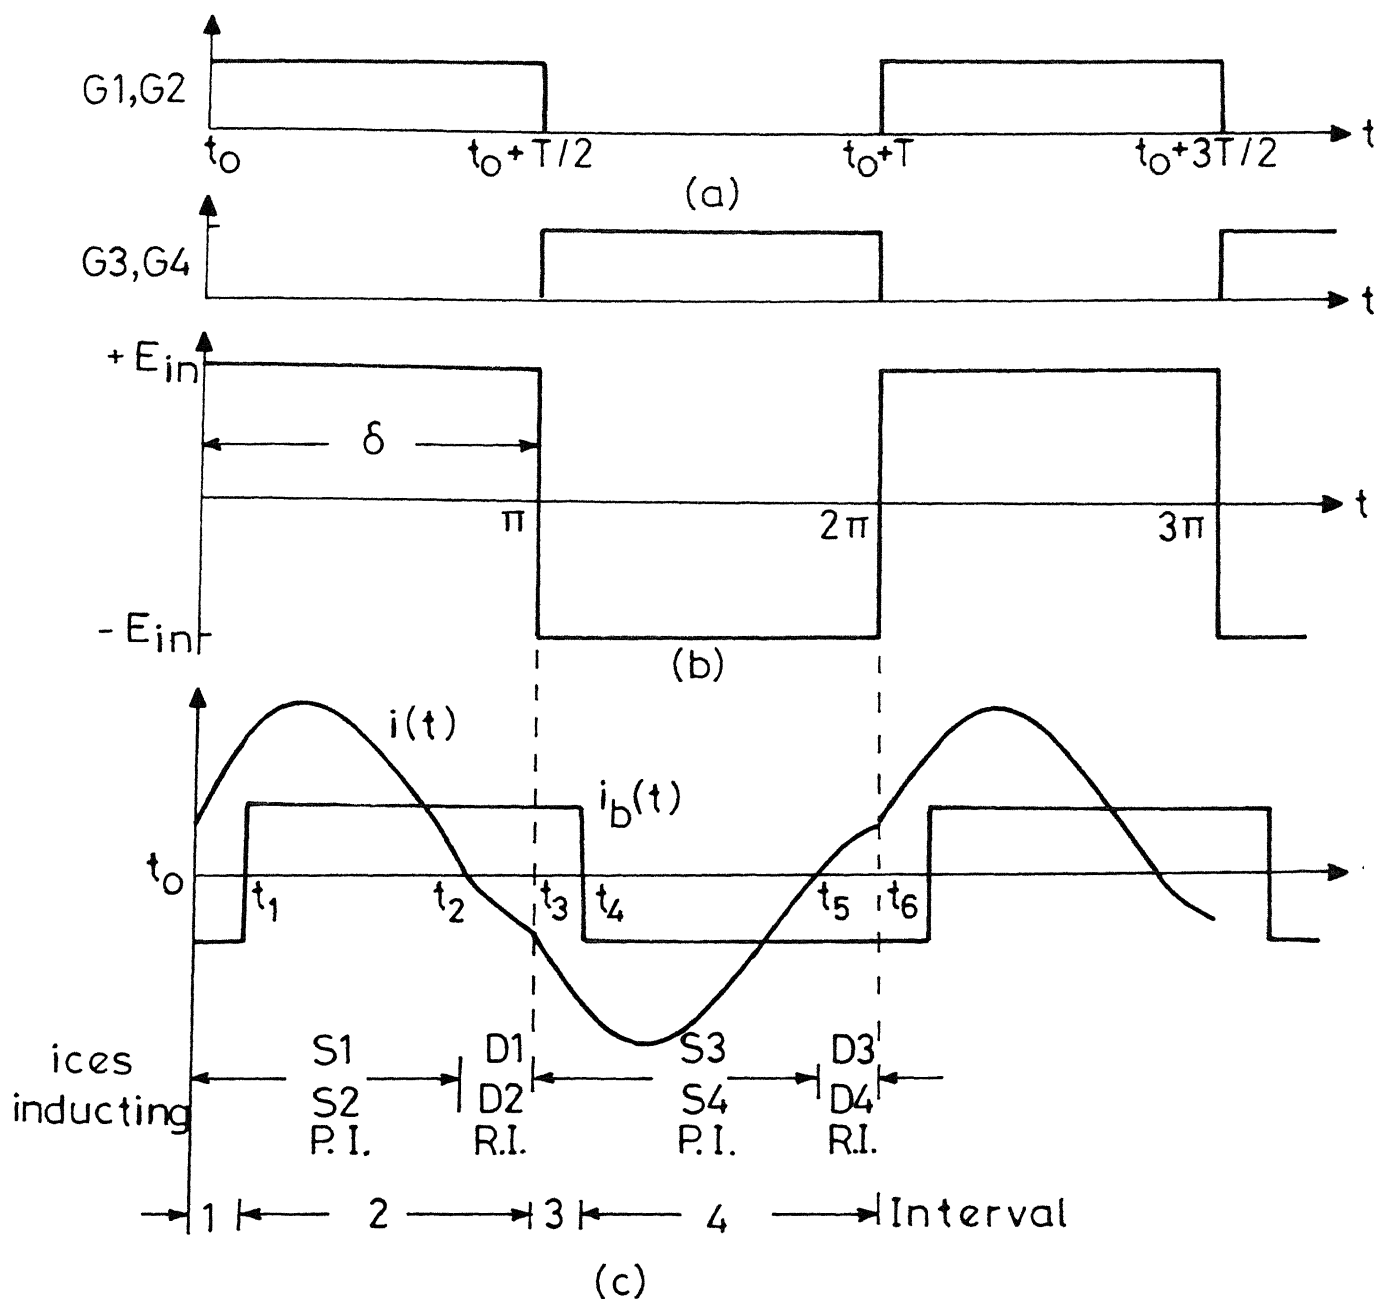 G1,G2
t
t₀ t₀+T/2 t₀+T t₀+3T/2
(a)
G3,G4
t
+Eᵢₙ
δ
π 2π 3π
t
-Eᵢₙ
(b)
i(t)
i_b(t)
t₀
t₁ t₂ t₃ t₄ t₅ t₆
S1 D1 S3 D3
ices
S2 D2 S4 D4
inducting
P.I. R.I. P.I. R.I.
1 2 3 4 Interval
(c)